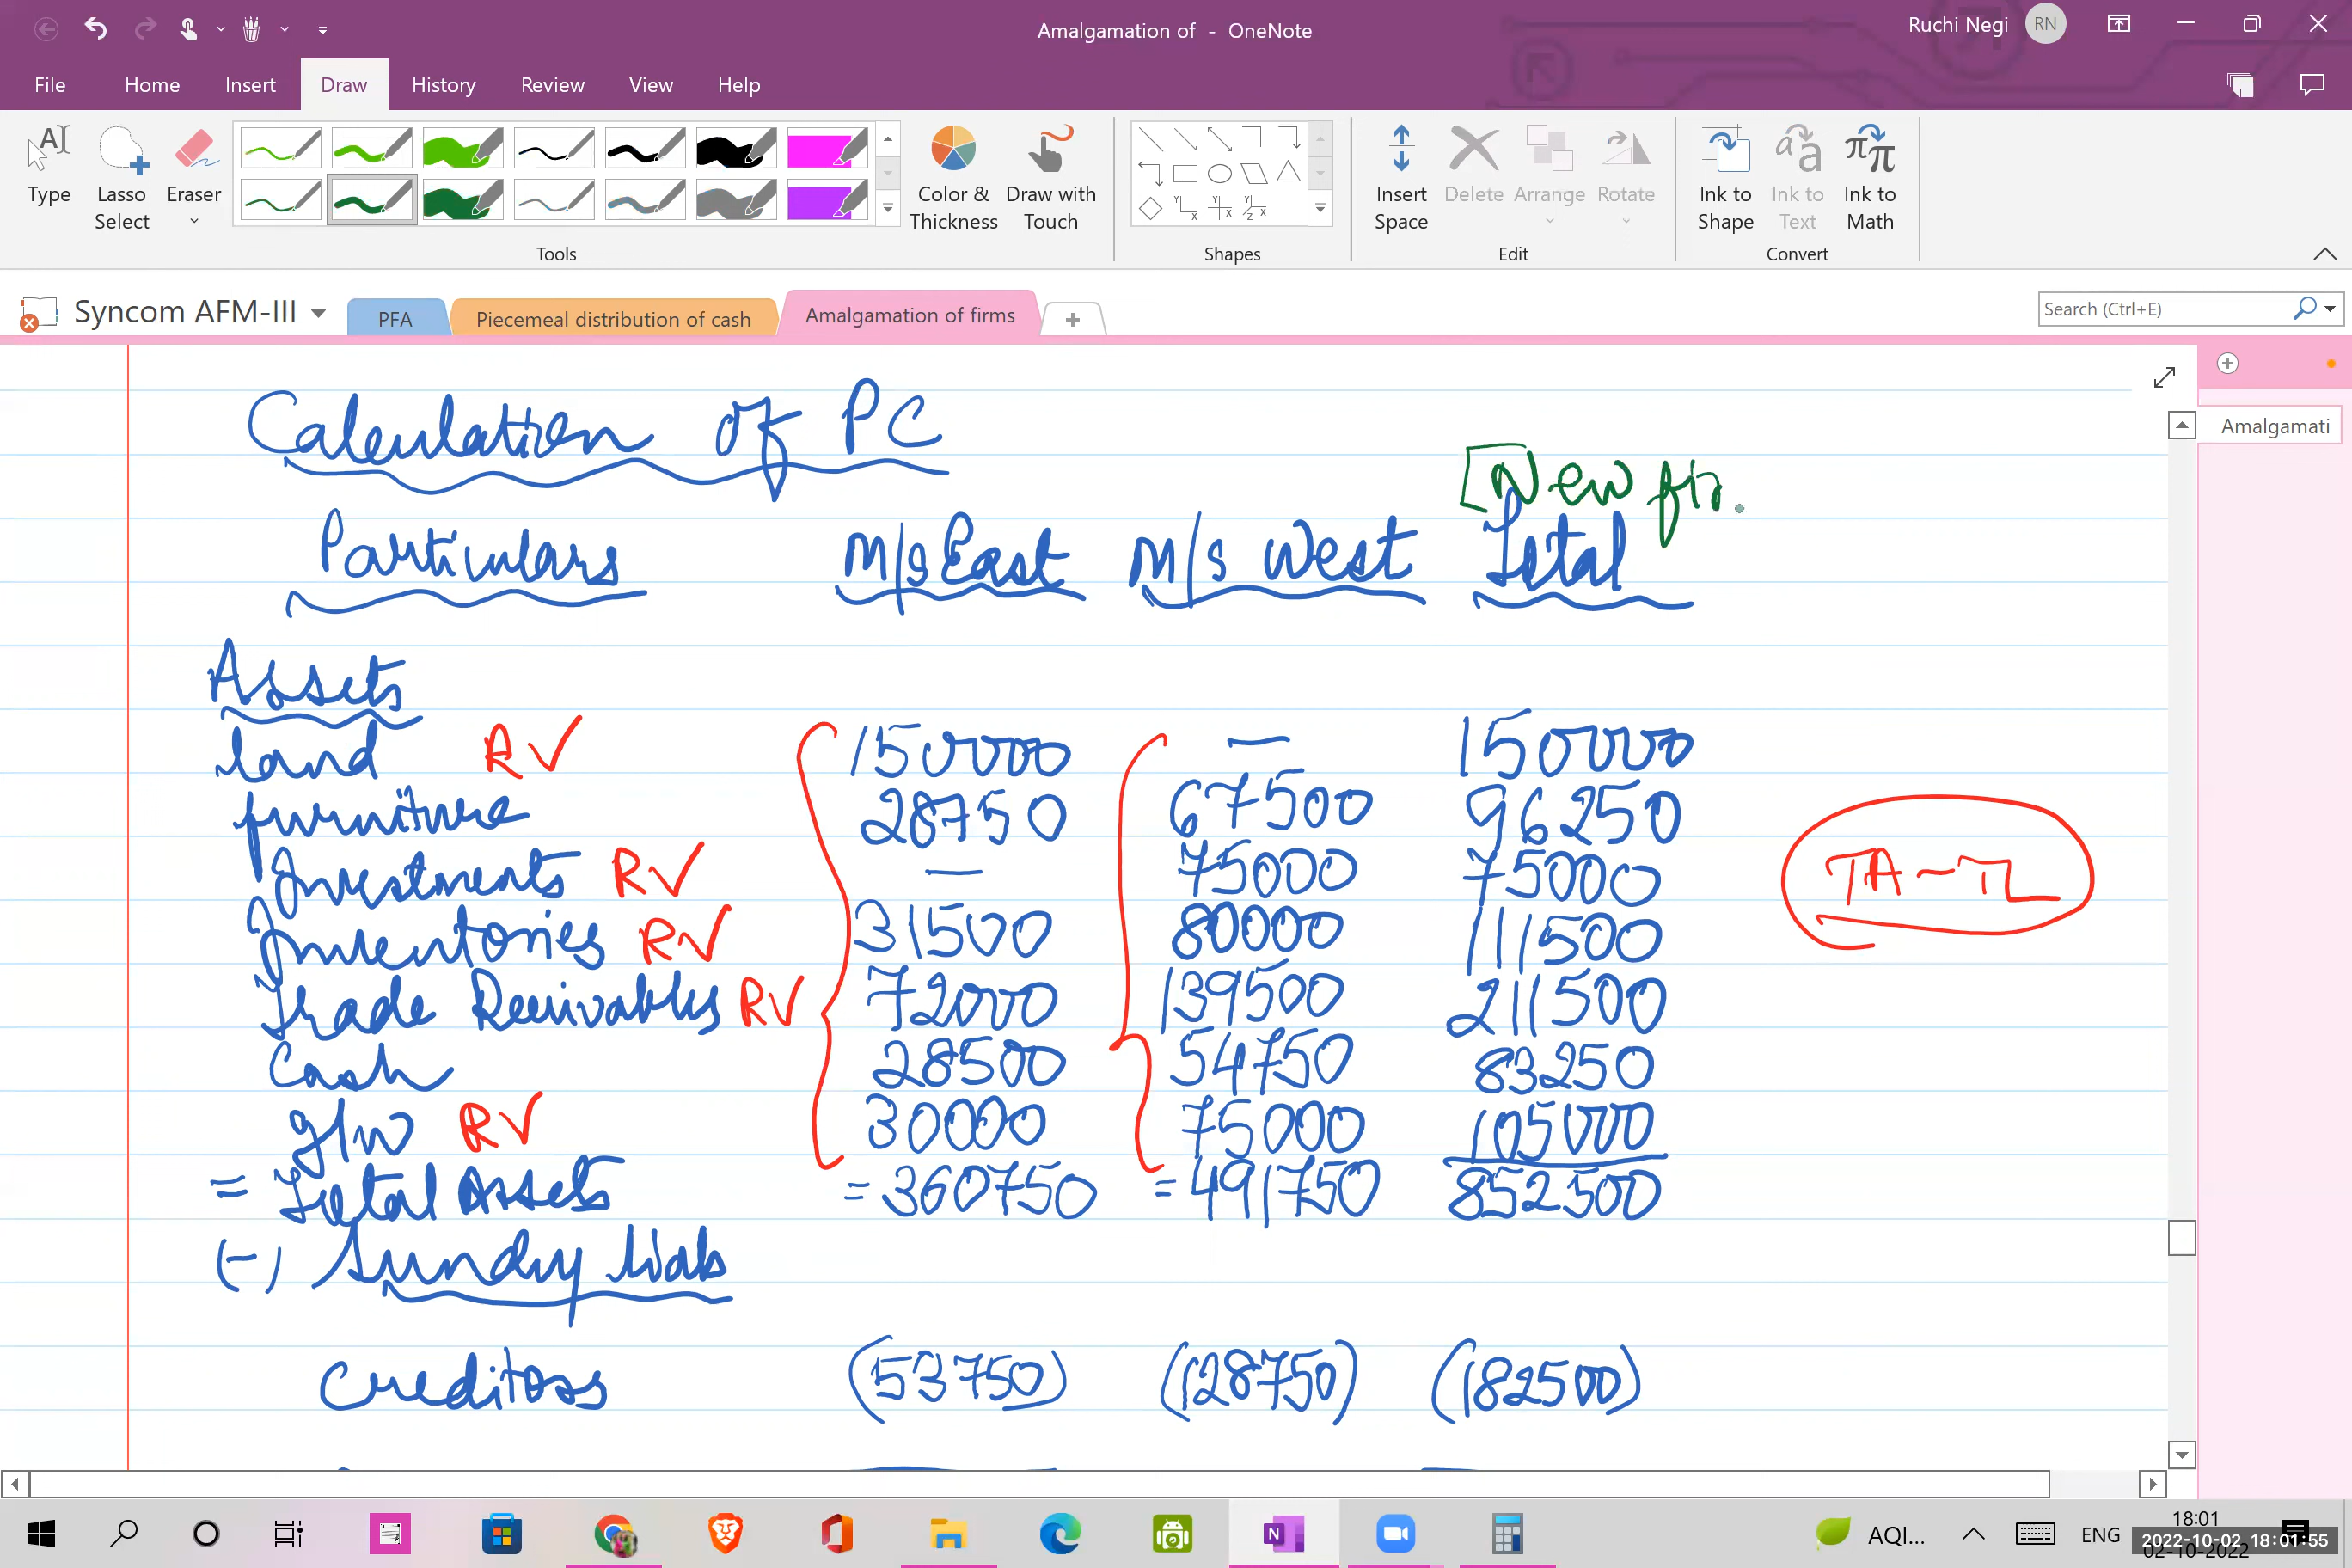 Amalgamation of - OneNote
Ruchi Negi RN
File Home Insert Draw History Review View Help
Type Lasso Select Eraser Color & Thickness Draw with Touch Insert Space Delete Arrange Rotate Ink to Shape Ink to Text Ink to Math
Tools Shapes Edit Convert
Syncom AFM-III PFA Piecemeal distribution of cash Amalgamation of firms Search (Ctrl+E)
Amalgamati
Calculation of PC
[New fir.
Particulars M/s East M/s West Total
Assets
land RV 150000 — 150000
furniture 28750 67500 96250
Investments RV — 75000 75000
Inventories RV 31500 80000 111500
TA - TL
Trade Receivables RV 72000 139500 211500
Cash 28500 54750 83250
g/w RV 30000 75000 105000
= Total Assets = 360750 = 491750 852500
(-) Sundry liabs
Creditors (53750) (128750) (182500)
AQI... ENG 18:01
2022-10-02 18:01:55
02-10-2022